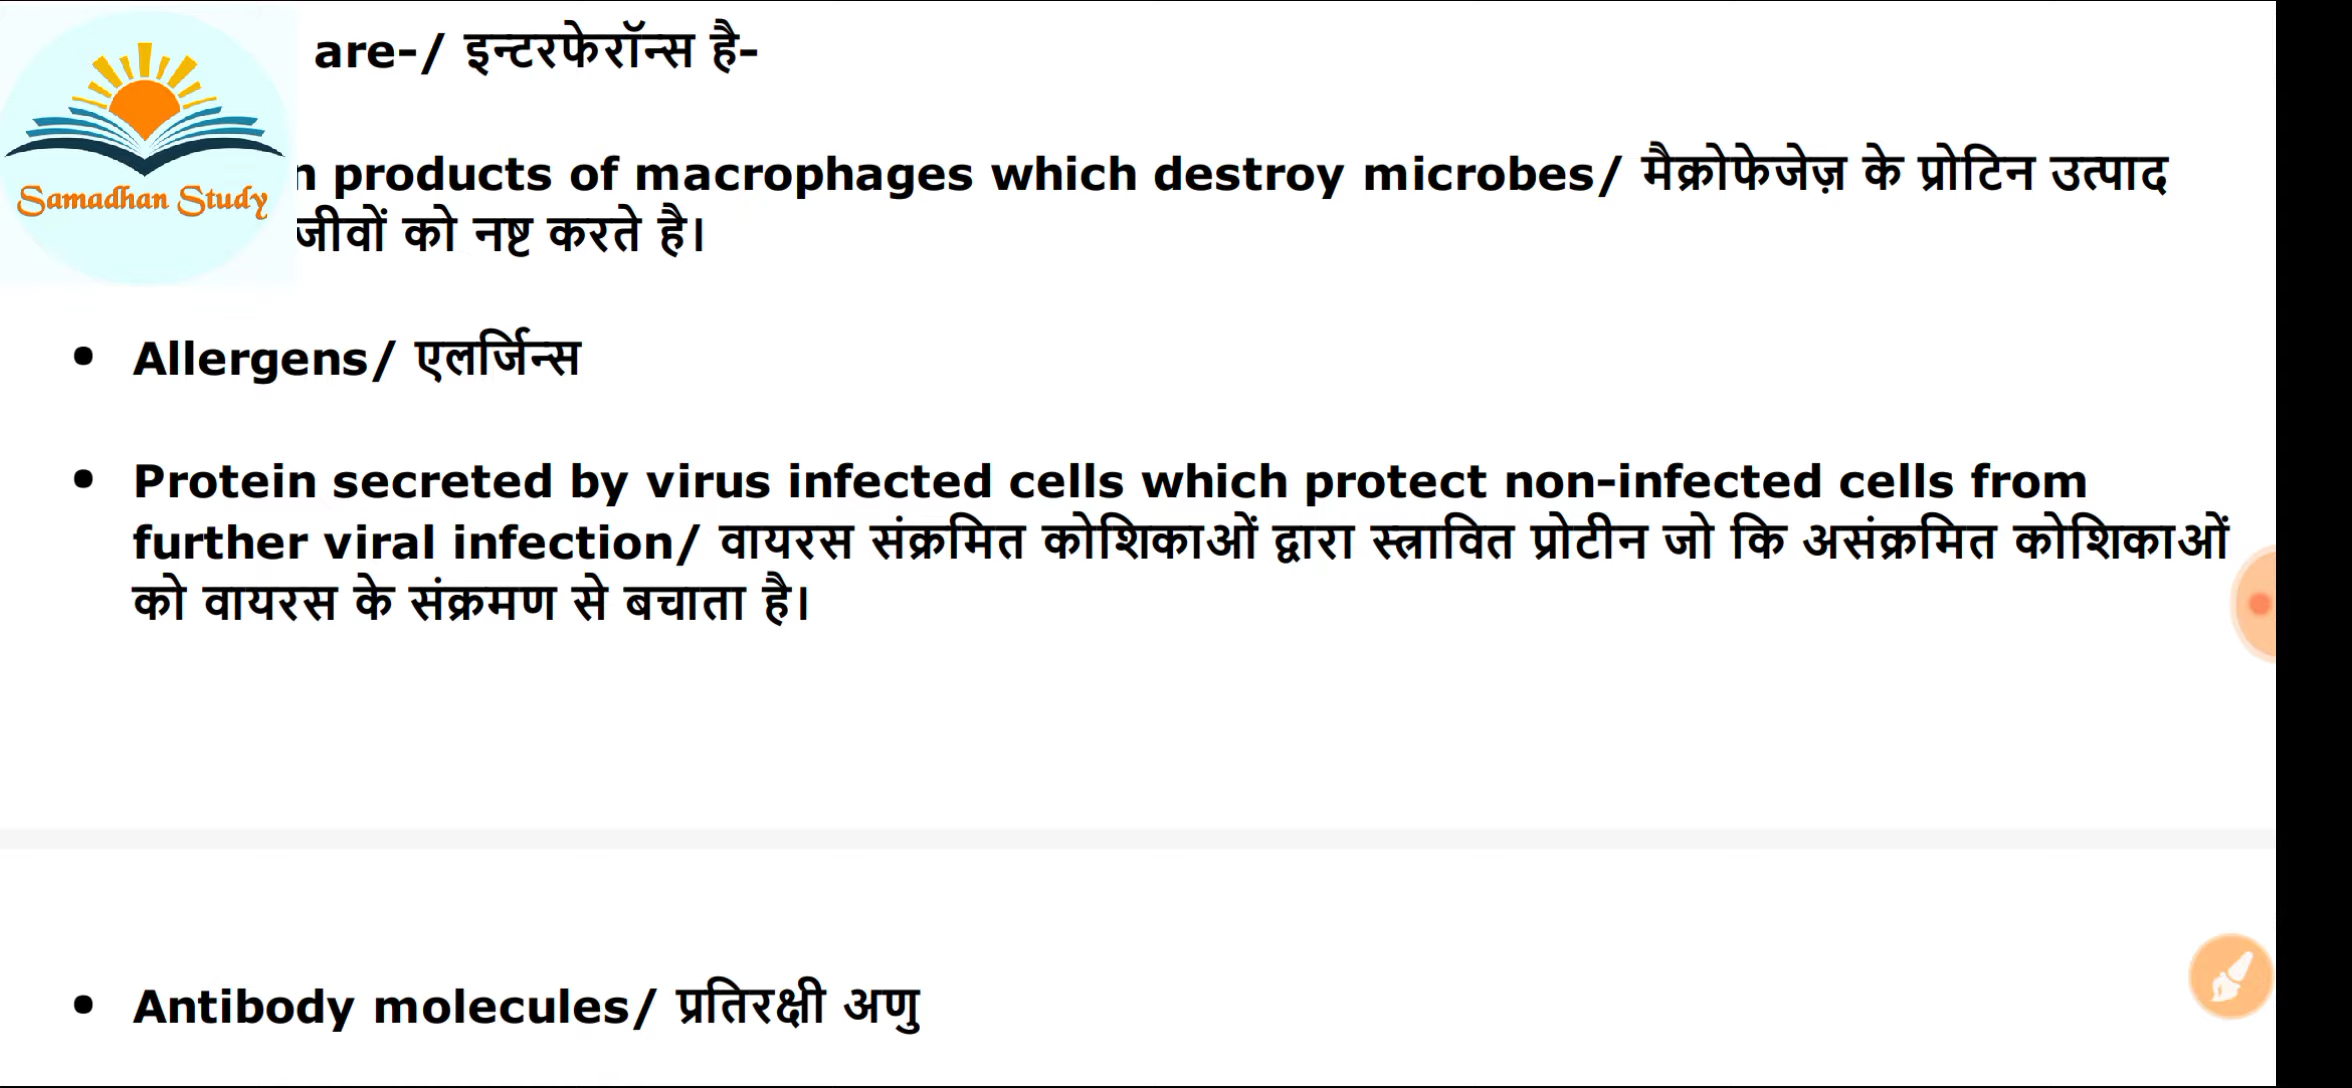 are-/ इन्टरफेरॉन्स है-
n products of macrophages which destroy microbes/ मैक्रोफेजेज़ के प्रोटिन उत्पाद
Samadhan Study
जीवों को नष्ट करते है।
• Allergens/ एलर्जिन्स
• Protein secreted by virus infected cells which protect non-infected cells from
further viral infection/ वायरस संक्रमित कोशिकाओं द्वारा स्त्रावित प्रोटीन जो कि असंक्रमित कोशिकाओं
को वायरस के संक्रमण से बचाता है।
• Antibody molecules/ प्रतिरक्षी अणु